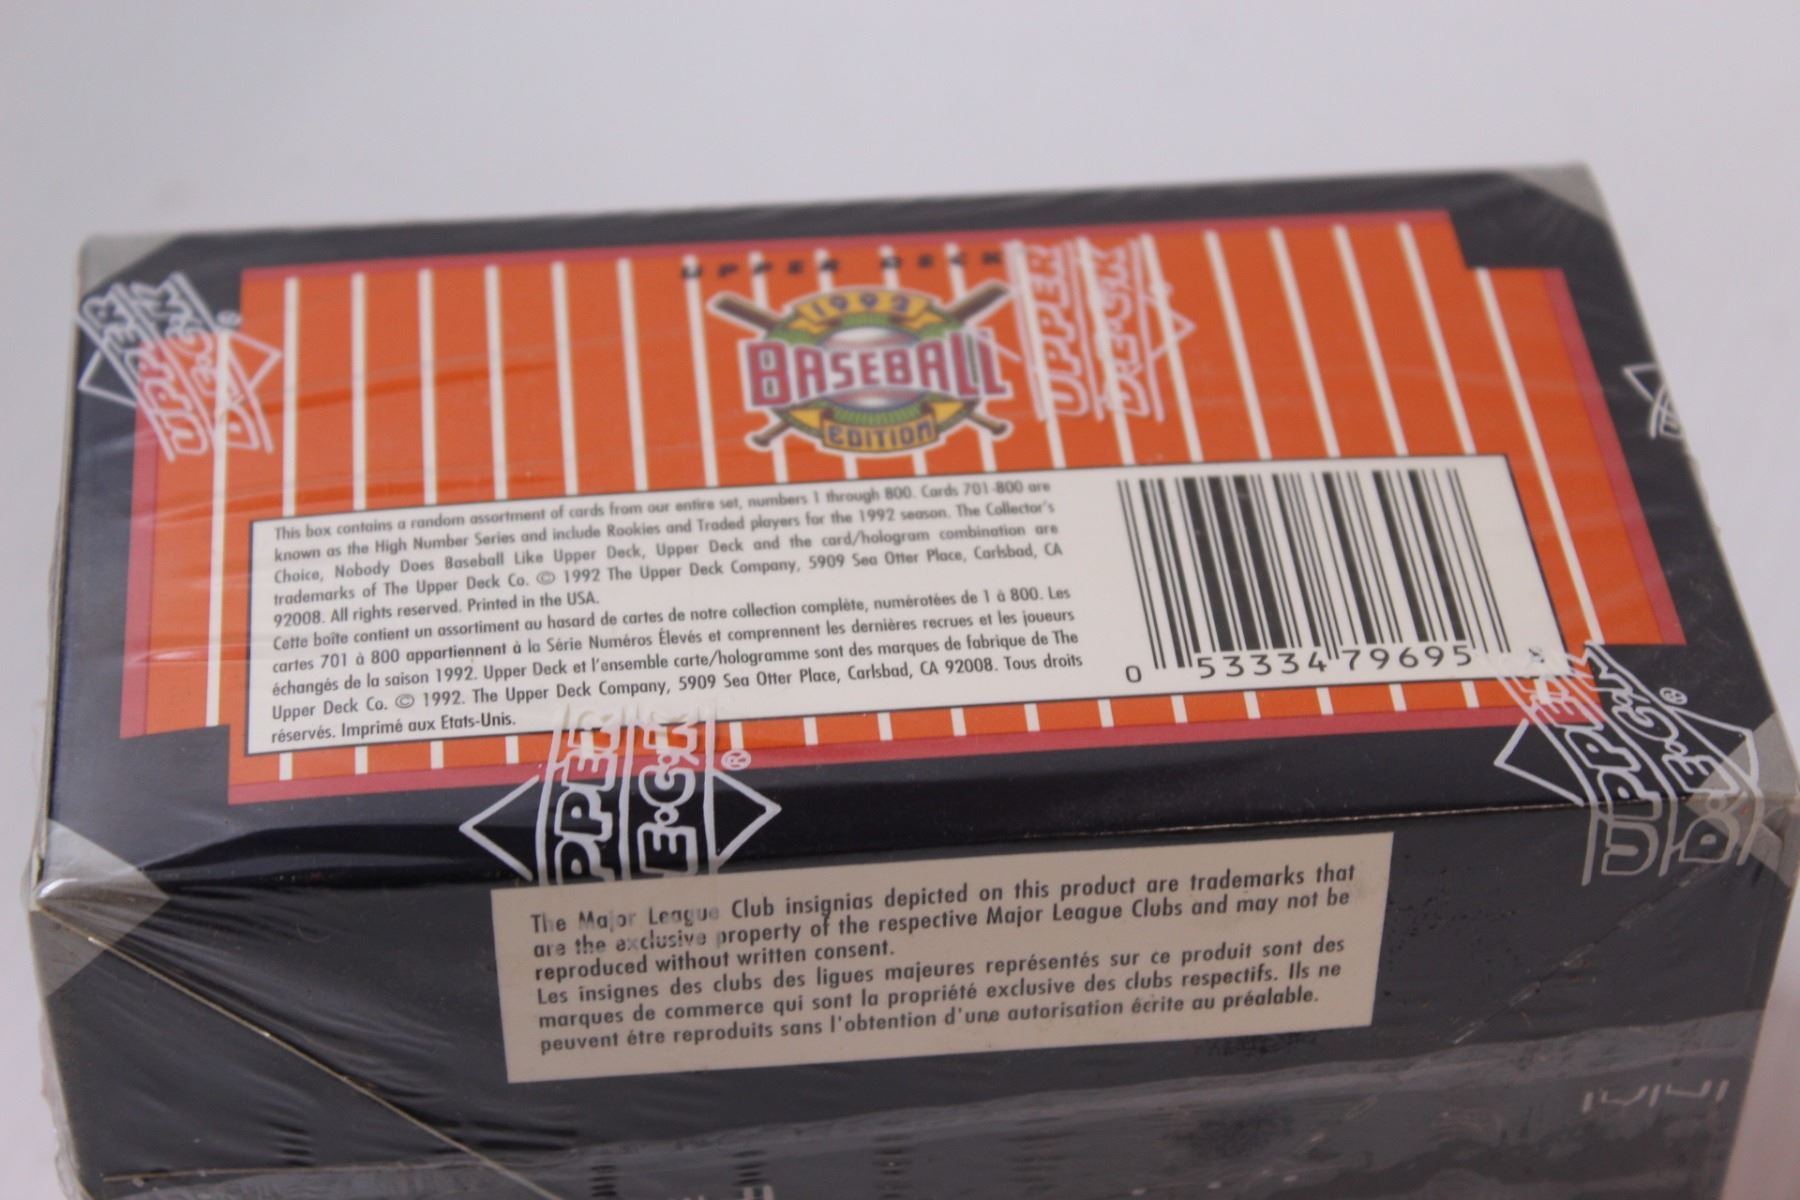 UPPER DECK
1992
BASEBALL
EDITION
UPPER DECK
UPPER DECK ®
This box contains a random assortment of cards from our entire set, numbers 1 through 800. Cards 701-800 are
known as the High Number Series and include Rookies and Traded players for the 1992 season. The Collector's
Choice, Nobody Does Baseball Like Upper Deck, Upper Deck and the card/hologram combination are
trademarks of The Upper Deck Co. © 1992 The Upper Deck Company, 5909 Sea Otter Place, Carlsbad, CA
92008. All rights reserved. Printed in the USA.
Cette boîte contient un assortiment au hasard de cartes de notre collection complète, numérotées de 1 à 800. Les
cartes 701 à 800 appartiennent à la Série Numéros Élevés et comprennent les dernières recrues et les joueurs
échangés de la saison 1992. Upper Deck et l'ensemble carte/hologramme sont des marques de fabrique de The
Upper Deck Co. © 1992. The Upper Deck Company, 5909 Sea Otter Place, Carlsbad, CA 92008. Tous droits
réservés. Imprimé aux Etats-Unis.
0 53334 79695
UPPER DECK ®
UPPER DECK ®
The Major League Club insignias depicted on this product are trademarks that
are the exclusive property of the respective Major League Clubs and may not be
reproduced without written consent.
Les insignes des clubs des ligues majeures représentés sur ce produit sont des
marques de commerce qui sont la propriété exclusive des clubs respectifs. Ils ne
peuvent étre reproduits sans l'obtention d'une autorisation écrite au préalable.